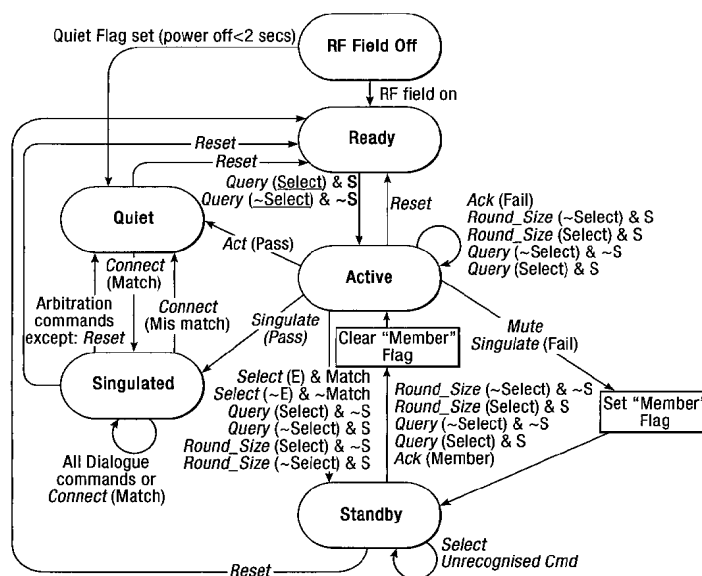 Quiet Flag set (power off<2 secs)
RF Field Off
RF field on
Reset
Ready
Reset
Query (Select) & S
Query (~Select) & ~S
Reset
Quiet
Act (Pass)
Ack (Fail)
Round_Size (~Select) & S
Round_Size (Select) & S
Query (~Select) & ~S
Query (Select) & S
Active
Connect
(Match)
Arbitration
commands
except: Reset
Connect
(Mis match)
Singulate
(Pass)
Clear "Member"
Flag
Mute
Singulate (Fail)
Singulated
Select (E) & Match
Select (~E) & ~Match
Query (Select) & ~S
Query (~Select) & S
Round_Size (Select) & ~S
Round_Size (~Select) & S
Round_Size (~Select) & ~S
Round_Size (Select) & S
Query (~Select) & ~S
Query (Select) & S
Ack (Member)
Set "Member"
Flag
All Dialogue
commands or
Connect (Match)
Standby
Reset
Select
Unrecognised Cmd